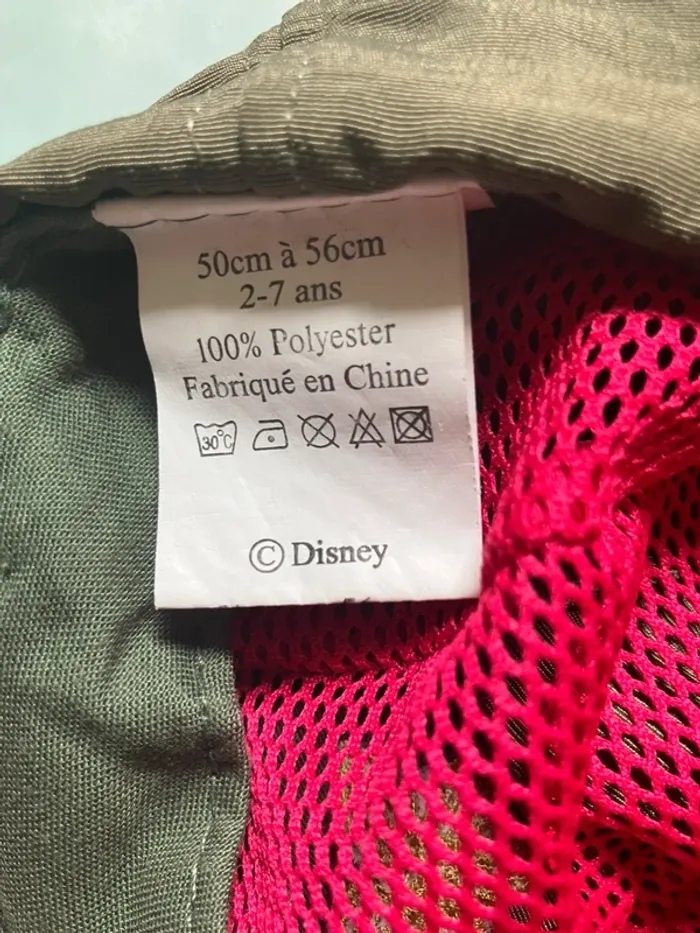 50cm à 56cm
2-7 ans
100% Polyester
Fabriqué en Chine
30°C
© Disney